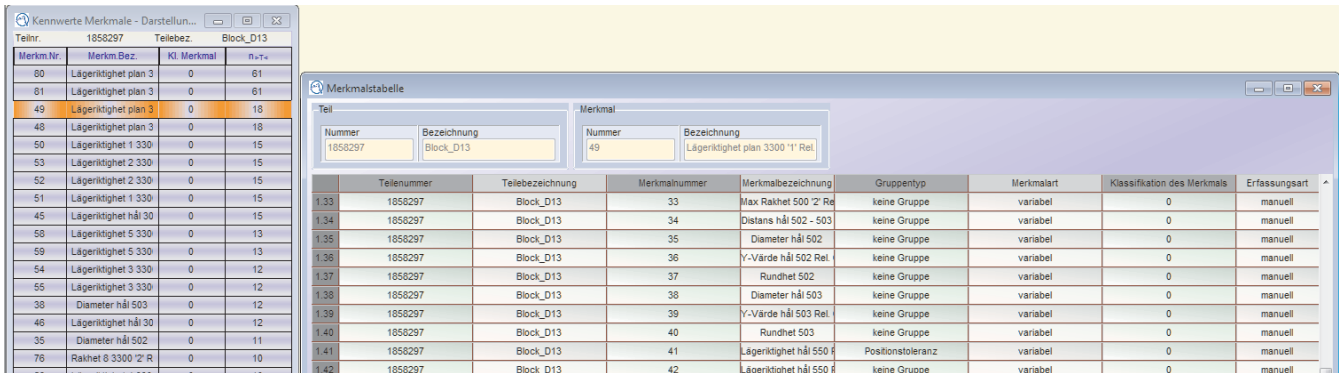 Kennwerte Merkmale - Darstellun...
Teilnr. 1858297 Teilebez. Block_D13
Merkm.Nr. Merkm.Bez. Kl. Merkmal n»T«
80 Lägeriktighet plan 3 0 61
81 Lägeriktighet plan 3 0 61
49 Lägeriktighet plan 3 0 18
48 Lägeriktighet plan 3 0 18
50 Lägeriktighet 1 330 0 15
53 Lägeriktighet 2 330 0 15
52 Lägeriktighet 2 330 0 15
51 Lägeriktighet 1 330 0 15
45 Lägeriktighet hål 30 0 15
58 Lägeriktighet 5 330 0 13
59 Lägeriktighet 5 330 0 13
54 Lägeriktighet 3 330 0 12
55 Lägeriktighet 3 330 0 12
38 Diameter hål 503 0 12
46 Lägeriktighet hål 30 0 12
35 Diameter hål 502 0 11
76 Rakhet 8 3300 '2' R 0 10
Merkmalstabelle
Teil
Merkmal
Nummer Bezeichnung
1858297 Block_D13
Nummer Bezeichnung
49 Lägeriktighet plan 3300 '1' Rel.
Teilenummer Teilebezeichnung Merkmalnummer Merkmalbezeichnung Gruppentyp Merkmalart Klassifikation des Merkmals Erfassungsart
1.33 1858297 Block_D13 33 Max Rakhet 500 '2' Re keine Gruppe variabel 0 manuell
1.34 1858297 Block_D13 34 Distans hål 502 - 503 keine Gruppe variabel 0 manuell
1.35 1858297 Block_D13 35 Diameter hål 502 keine Gruppe variabel 0 manuell
1.36 1858297 Block_D13 36 Y-Värde hål 502 Rel. keine Gruppe variabel 0 manuell
1.37 1858297 Block_D13 37 Rundhet 502 keine Gruppe variabel 0 manuell
1.38 1858297 Block_D13 38 Diameter hål 503 keine Gruppe variabel 0 manuell
1.39 1858297 Block_D13 39 Y-Värde hål 503 Rel. keine Gruppe variabel 0 manuell
1.40 1858297 Block_D13 40 Rundhet 503 keine Gruppe variabel 0 manuell
1.41 1858297 Block_D13 41 Lägeriktighet hål 550 Positionstoleranz variabel 0 manuell
1.42 1858297 Block_D13 42 Lägeriktighet hål 550 keine Gruppe variabel 0 manuell